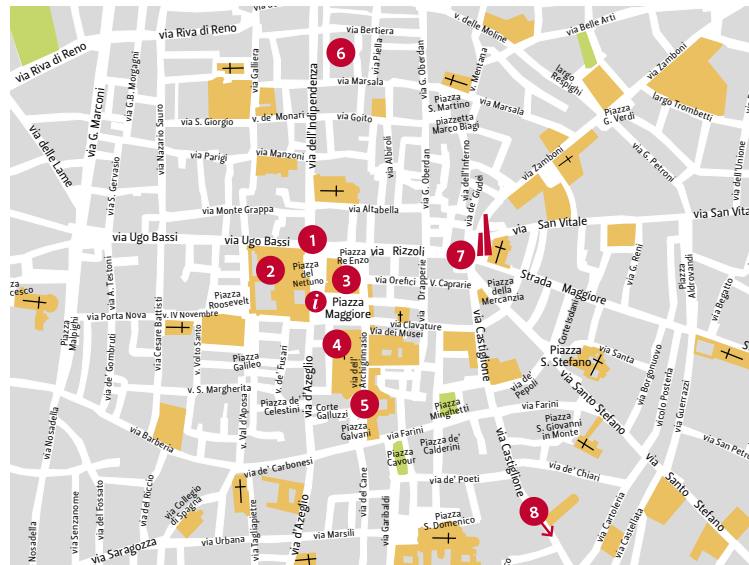 via Riva di Reno
via Riva di Reno
via G. Marconi
via G.B. Morgagni
via Nazario Sauro
via Galliera
via dell'Indipendenza
via Bertiera
via Piella
via G. Oberdan
v. delle Moline
v. Mentana
via Belle Arti
largo
Respighi
via Zamboni
largo Trombetti
6
via Marsala
Piazza
S. Martino
via Marsala
piazzetta
Marco Biagi
Piazza
G. Verdi
via delle Lame
via S. Giorgio
v. de' Monari
via Goito
via Parigi
via Manzoni
via Albiroli
via G. Oberdan
via dell'Inferno
via de' Giudei
via Zamboni
via G. Petroni
via dell'Unione
via S. Gervasio
via Monte Grappa
via Altabella
via Ugo Bassi
via Ugo Bassi
1
via Rizzoli
via San Vitale
via San Vita
7
2
Piazza
del
Nettuno
Piazza
Re Enzo
3
via Orefici
via Drapperie
v. Caprarie
Piazza
della
Mercanzia
Strada Maggiore
via G. Reni
Piazza
Aldrovandi
via Begatto
cesco
via A. Testoni
Piazza
Roosevelt
i
Piazza
Maggiore
Piazza
Malpighi
via Porta Nova
via Cesare Battisti
v. IV Novembre
v. Volto Santo
via Clavature
via dei Musei
via Castiglione
Corte Isolani
Piazza
S. Stefano
via Santa
via Borgonuovo
S
via de' Gombruti
Piazza
Galileo
v. de' Fusari
via d'Azeglio
4
via dell'
Archiginnasio
v. S. Margherita
via de'
Pepoli
via Santo Stefano
vicolo Posterla
via Guerrazzi
via Nosadella
via Barberia
v. Val d'Aposa
Piazza de'
Celestini
Corte
Galluzzi
5
Piazza
Galvani
Piazza
Minghetti
via Farini
via Farini
Piazza
S. Giovanni
in Monte
via San Petro
Piazza
Cavour
Piazza de'
Calderini
via Castiglione
via de' Chiari
via Santo Stefano
Nosadella
via Senzanome
via del Fossato
via del Riccio
via Collegio
di Spagna
via de' Carbonesi
via del Cane
via Garibaldi
via de' Poeti
8
via Cartoleria
via Castellata
via Saragozza
via Urbana
via Tagliapietre
via d'Azeglio
via Marsili
Piazza
S. Domenico